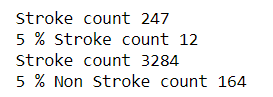 Stroke count 247
5 % Stroke count 12
Stroke count 3284
5 % Non Stroke count 164